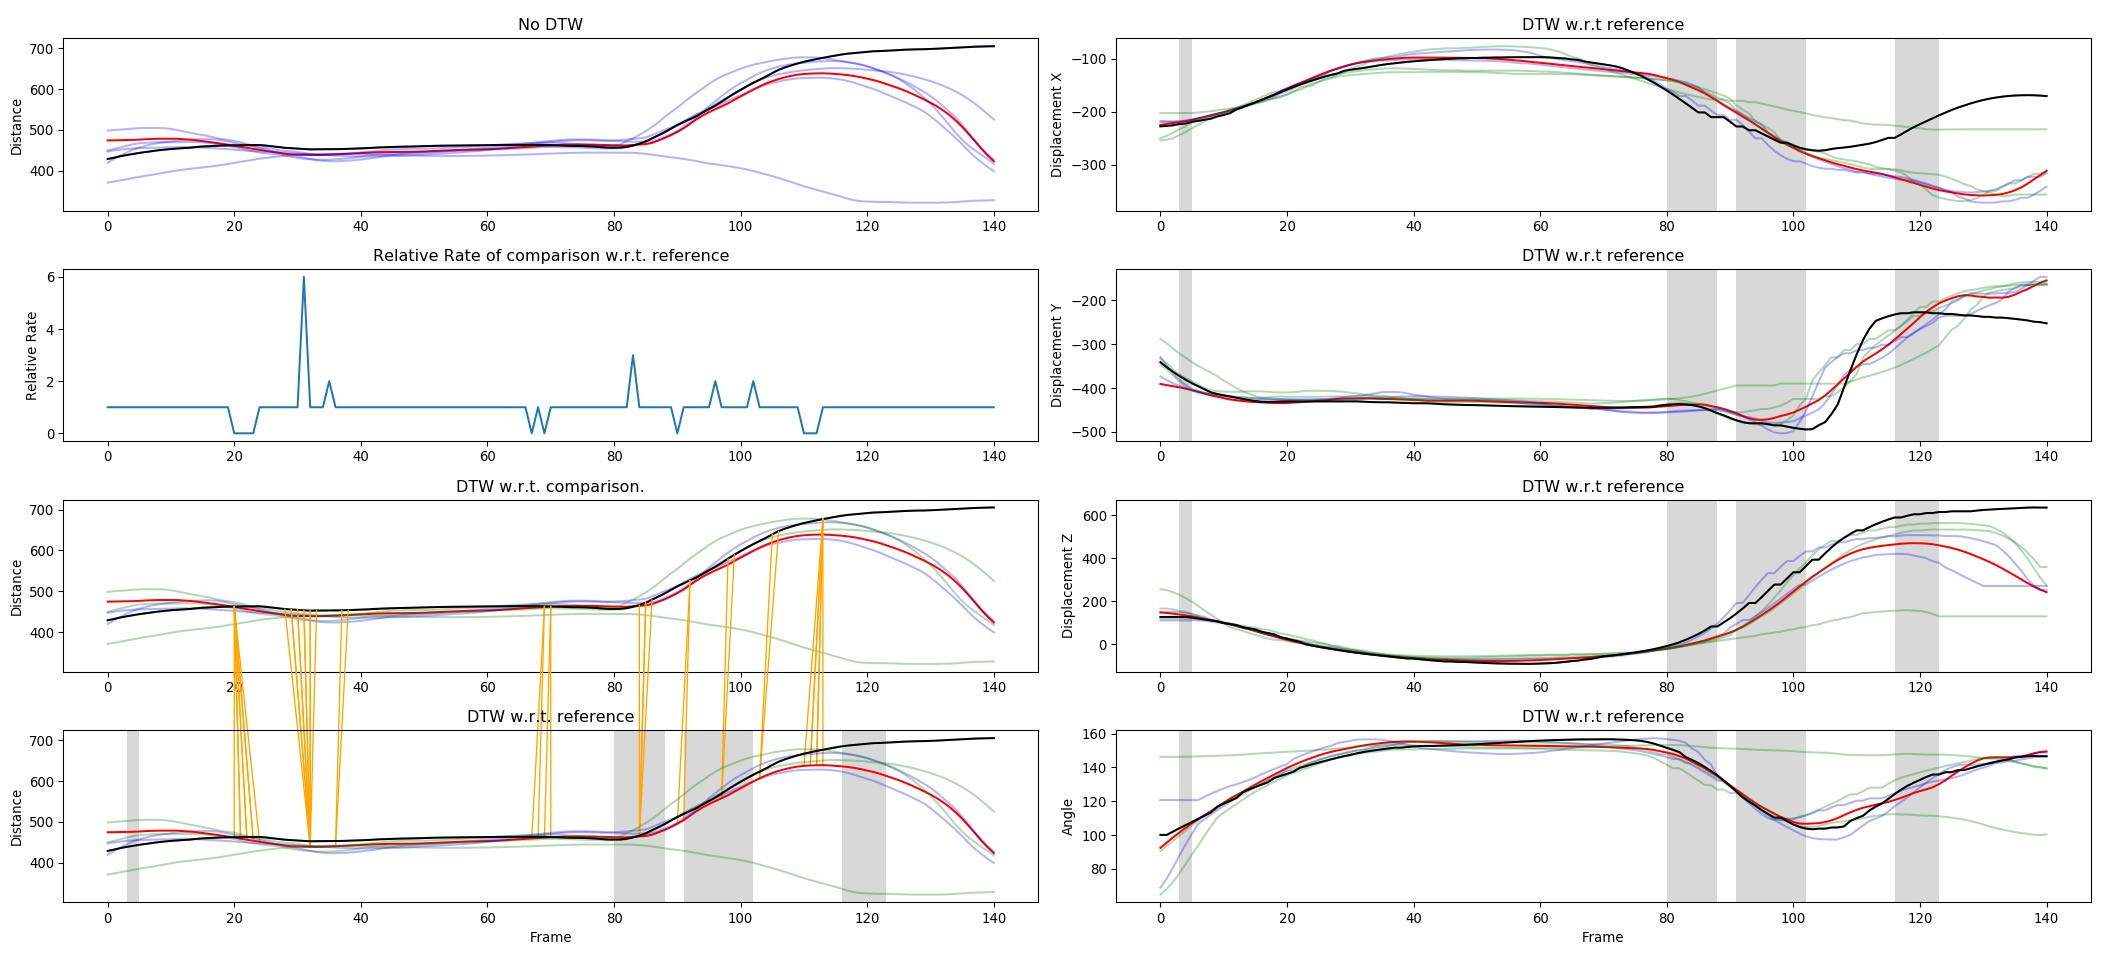 No DTW
700
600
500
400
Distance
0 20 40 60 80 100 120 140
Relative Rate of comparison w.r.t. reference
6
4
2
0
Relative Rate
0 20 40 60 80 100 120 140
DTW w.r.t. comparison.
700
600
500
400
Distance
0 20 40 60 80 100 120 140
DTW w.r.t. reference
700
600
500
400
Distance
0 20 40 60 80 100 120 140
Frame
DTW w.r.t reference
−100
−200
−300
Displacement X
0 20 40 60 80 100 120 140
DTW w.r.t reference
−200
−300
−400
−500
Displacement Y
0 20 40 60 80 100 120 140
DTW w.r.t reference
600
400
200
0
Displacement Z
0 20 40 60 80 100 120 140
DTW w.r.t reference
160
140
120
100
80
Angle
0 20 40 60 80 100 120 140
Frame